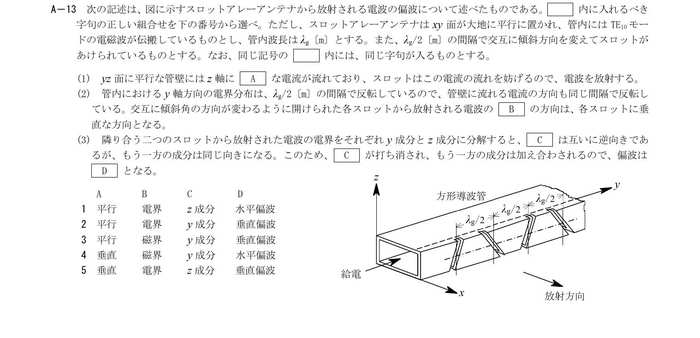 A－13　次の記述は、図に示すスロットアレーアンテナから放射される電波の偏波について述べたものである。□内に入れるべき
字句の正しい組合せを下の番号から選べ。ただし、スロットアレーアンテナは xy 面が大地に平行に置かれ、管内には TE₁₀ モー
ドの電磁波が伝搬しているものとし、管内波長は λg〔m〕とする。また、λg/2〔m〕の間隔で交互に傾斜方向を変えてスロットが
あけられているものとする。なお、同じ記号の□内には、同じ字句が入るものとする。
(1)　yz 面に平行な管壁には z 軸に A な電流が流れており、スロットはこの電流の流れを妨げるので、電波を放射する。
(2)　管内における y 軸方向の電界分布は、λg/2〔m〕の間隔で反転しているので、管壁に流れる電流の方向も同じ間隔で反転し
ている。交互に傾斜角の方向が変わるように開けられた各スロットから放射される電波の B の方向は、各スロットに垂
直な方向となる。
(3)　隣り合う二つのスロットから放射された電波の電界をそれぞれ y 成分と z 成分に分解すると、C は互いに逆向きであ
るが、もう一方の成分は同じ向きになる。このため、C が打ち消され、もう一方の成分は加え合わされるので、偏波は
D となる。
A　B　C　D
1　平行　電界　z 成分　水平偏波
2　平行　電界　y 成分　垂直偏波
3　平行　磁界　y 成分　垂直偏波
4　垂直　磁界　y 成分　水平偏波
5　垂直　電界　z 成分　垂直偏波
z
方形導波管
y
λg/2
λg/2
λg/2
給電
x
放射方向